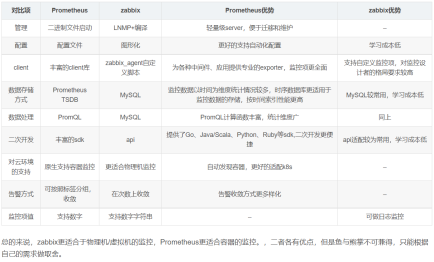 对比项 Prometheus zabbix Prometheus优势 zabbix优势
管理 二进制文件启动 LNMP+编译 轻量级server，便于迁移和维护 –
配置 配置文件 图形化 更好的支持自动化配置 学习成本低
client 丰富的client库 zabbix_agent自定义脚本 为各种中间件、应用提供专业的exporter，监控项更全面 支持自定义监控项，对监控设计者的格局要求较高
数据存储方式 Prometheus TSDB MySQL 监控数据以时间为维度统计情况较多，时序数据库更适用于监控数据的存储，按时间索引性能更高 MySQL较常用，学习成本低
数据处理 PromQL MySQL PromQL计算函数丰富，统计维度广 同上
二次开发 丰富的sdk api 提供了Go、Java/Scala、Python、Ruby等sdk,二次开发更便捷 api适配较为常用，学习成本低
对云环境的支持 原生支持容器监控 更适合物理机监控 自动发现容器，更好的适配k8s –
告警方式 可按照标签分组、收敛 在次数上收敛 告警收敛方式更多样化 –
监控项值 支持数字 支持数字字符串 – 可做日志监控
总的来说，zabbix更适合于物理机/虚拟机的监控，Prometheus更适合容器的监控。，二者各有优点，但是鱼与熊掌不可兼得，只能根据
自己的需求做取舍。